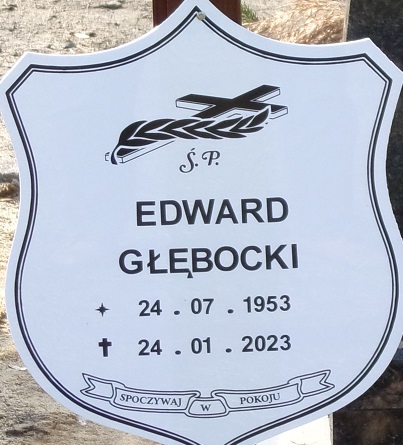 Ś.P.
EDWARD
GŁĘBOCKI
24 . 07 . 1953
24 . 01 . 2023
SPOCZYWAJ W POKOJU